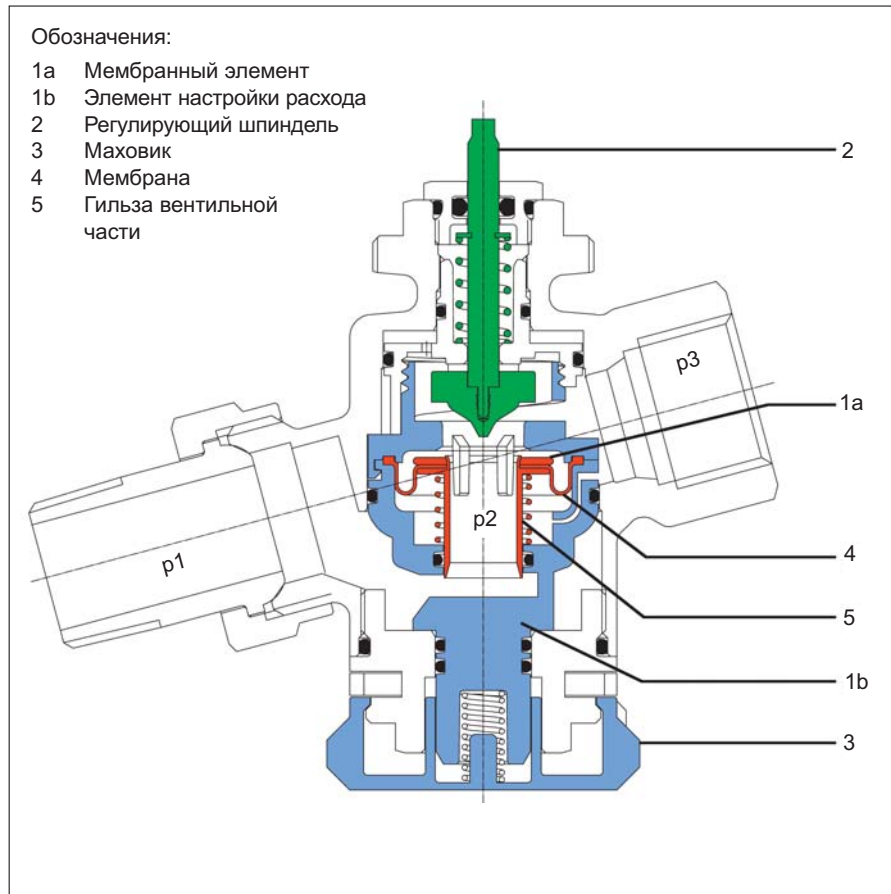 Обозначения:
1a Мембранный элемент
1b Элемент настройки расхода
2 Регулирующий шпиндель
3 Маховик
4 Мембрана
5 Гильза вентильной
части
2
p3
1a
p2
p1
4
5
1b
3